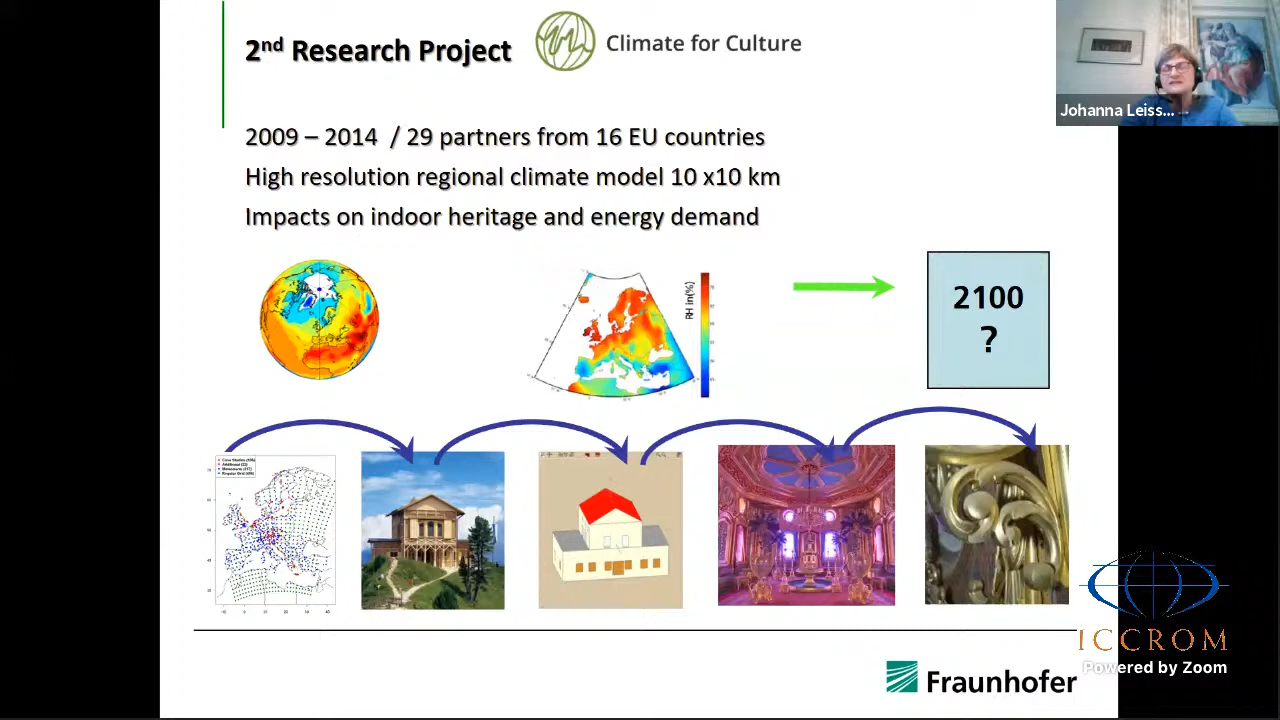 2nd Research Project
Climate for Culture
Johanna Leiss...
2009 – 2014 / 29 partners from 16 EU countries
High resolution regional climate model 10 x10 km
Impacts on indoor heritage and energy demand
RH in(%)
2100
?
ICCROM
Powered by Zoom
Fraunhofer